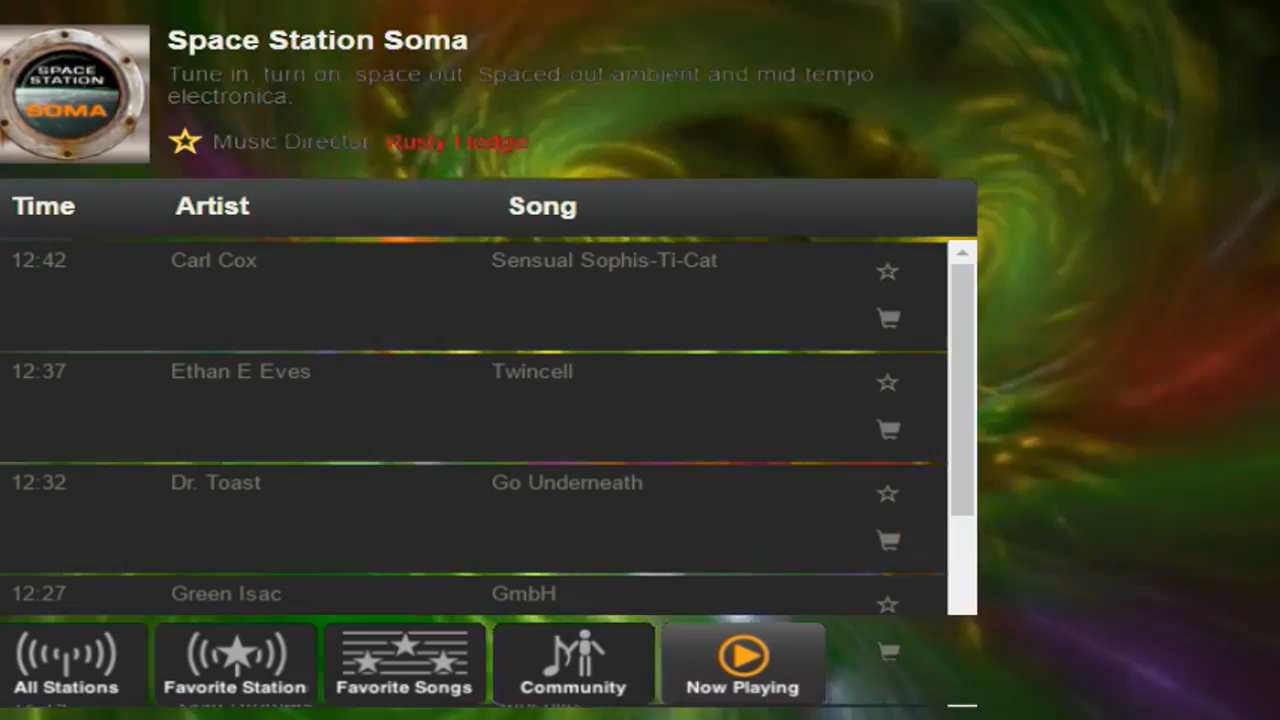 SPACE
STATION
SOMA
Space Station Soma
Tune in, turn on, space out. Spaced-out ambient and mid-tempo
electronica.
Music Director: Rusty Hodge
Time Artist Song
12:42 Carl Cox Sensual Sophis-Ti-Cat
12:37 Ethan E Eves Twincell
12:32 Dr. Toast Go Underneath
12:27 Green Isac GmbH
All Stations Favorite Station Favorite Songs Community Now Playing